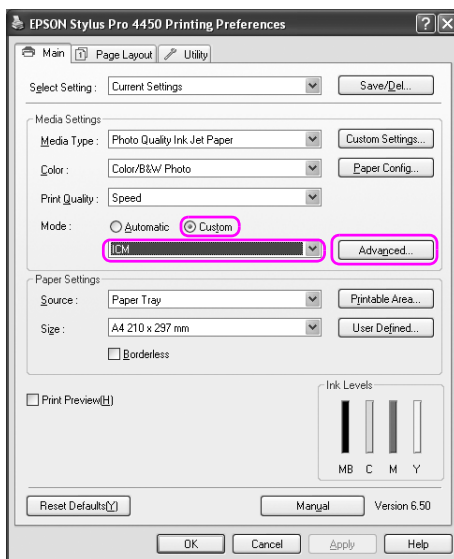 EPSON Stylus Pro 4450 Printing Preferences
Main Page Layout Utility
Select Setting : Current Settings Save/Del...
Media Settings
Media Type : Photo Quality Ink Jet Paper Custom Settings...
Color : Color/B&W Photo Paper Config...
Print Quality : Speed
Mode : Automatic Custom
ICM Advanced...
Paper Settings
Source : Paper Tray Printable Area...
Size : A4 210 x 297 mm User Defined...
Borderless
Print Preview(H)
Ink Levels
MB C M Y
Reset Defaults(Y) Manual Version 6.50
OK Cancel Apply Help